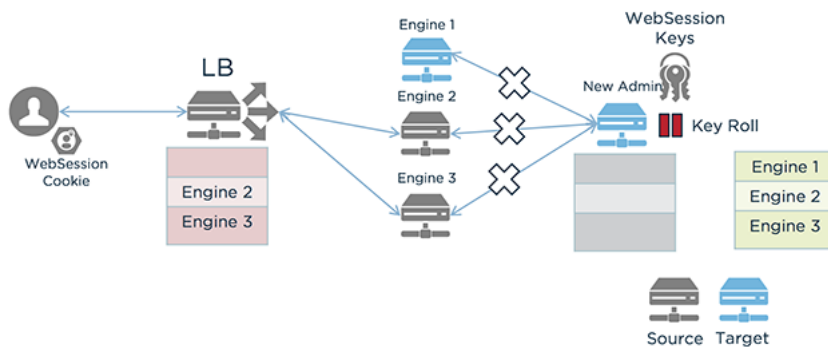 WebSession
Keys
Engine 1
LB
New Admin
Engine 2
Key Roll
WebSession
Cookie
Engine 2
Engine 3
Engine 3
Engine 1
Engine 2
Engine 3
Source
Target